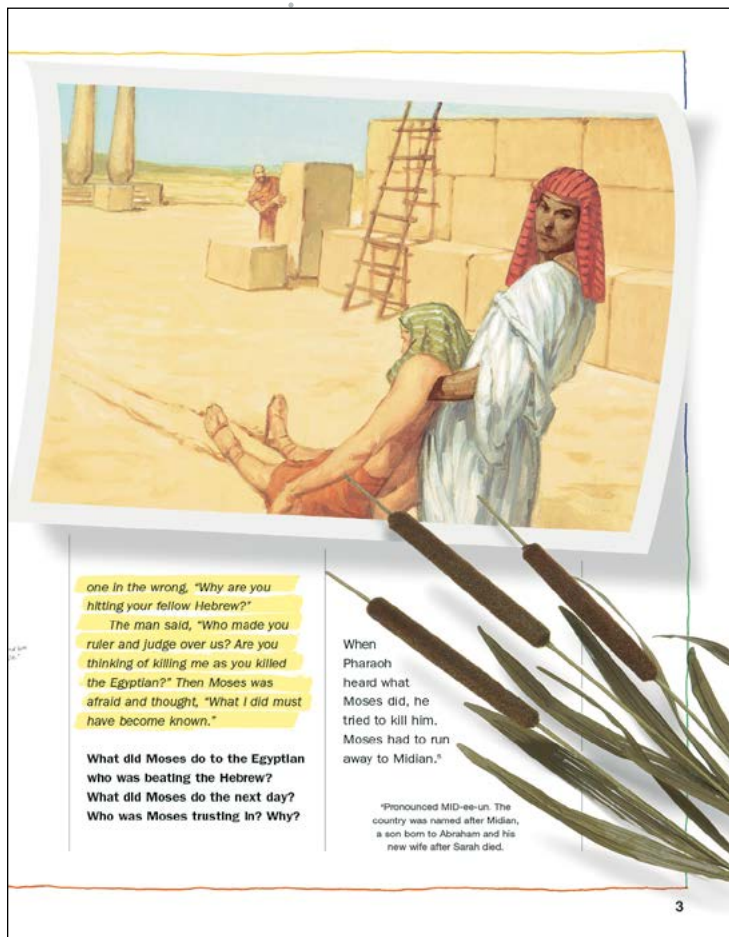 one in the wrong, "Why are you
hitting your fellow Hebrew?"
The man said, "Who made you
ruler and judge over us? Are you
thinking of killing me as you killed
the Egyptian?" Then Moses was
afraid and thought, "What I did must
have become known."
What did Moses do to the Egyptian
who was beating the Hebrew?
What did Moses do the next day?
Who was Moses trusting in? Why?
When
Pharaoh
heard what
Moses did, he
tried to kill him.
Moses had to run
away to Midian.*
*Pronounced MID-ee-un. The
country was named after Midian,
a son born to Abraham and his
new wife after Sarah died.
3